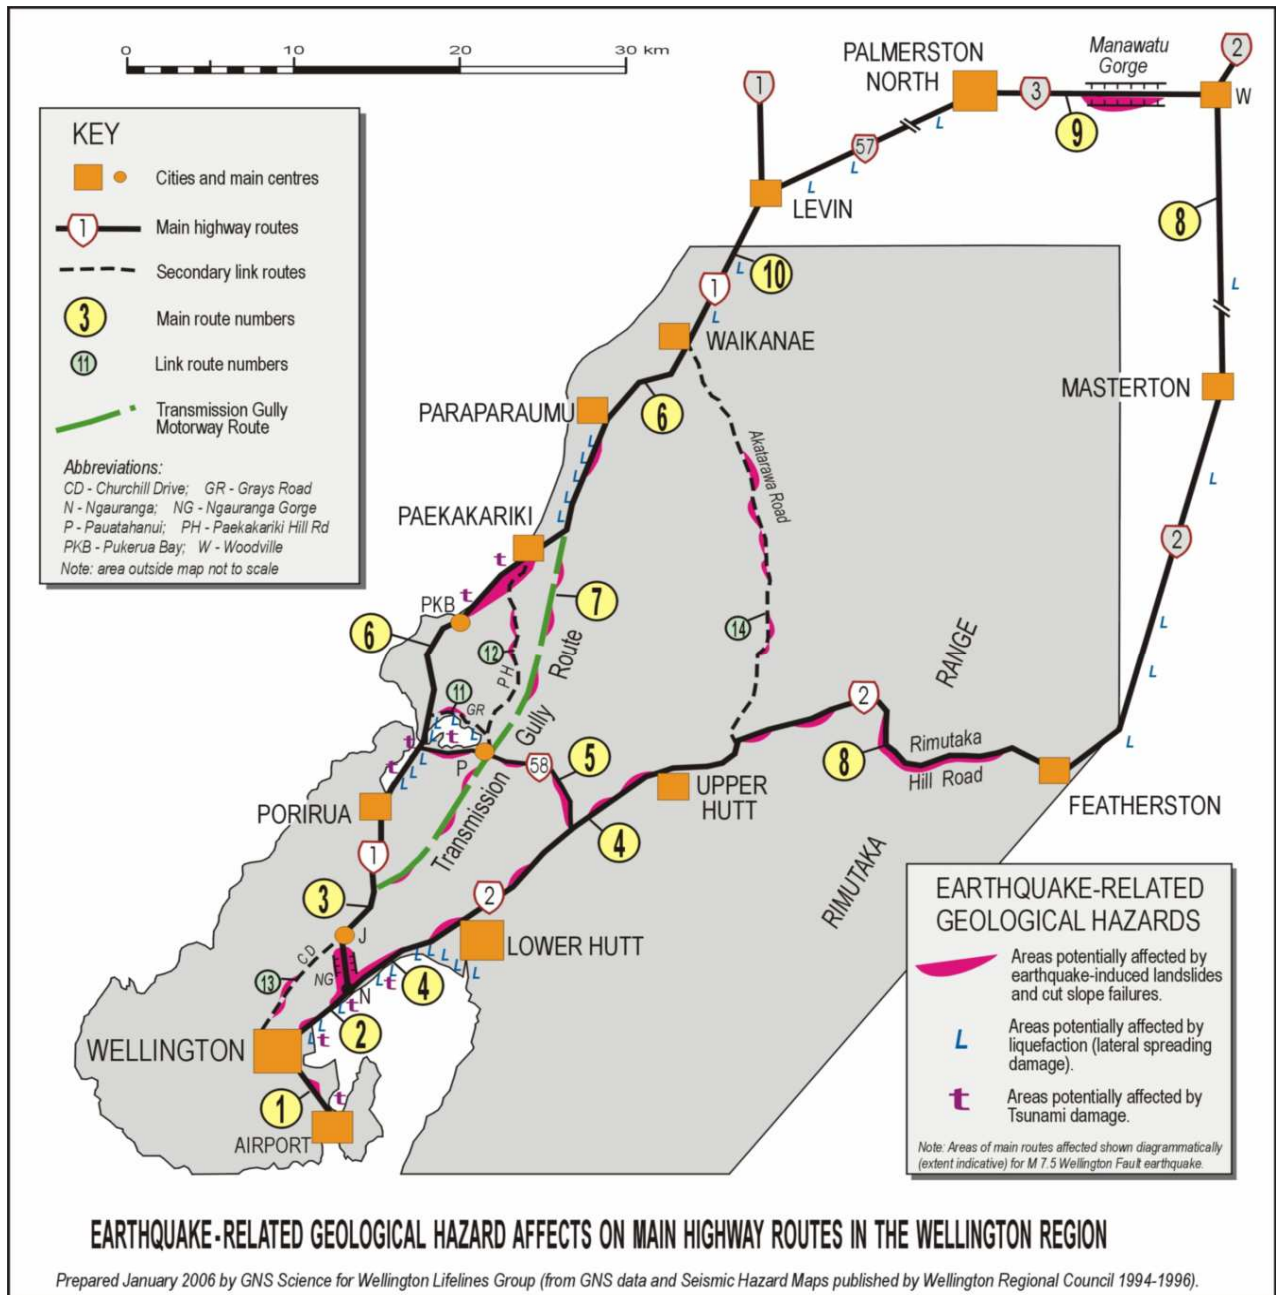 0 10 20 30 km
PALMERSTON
NORTH
Manawatu
Gorge
2
1
3
W
9
57
KEY
Cities and main centres
1 Main highway routes
Secondary link routes
3 Main route numbers
11 Link route numbers
Transmission Gully
Motorway Route
Abbreviations:
CD - Churchill Drive; GR - Grays Road
N - Ngauranga; NG - Ngauranga Gorge
P - Pauatahanui; PH - Paekakariki Hill Rd
PKB - Pukerua Bay; W - Woodville
Note: area outside map not to scale
L
L
L
LEVIN
8
L
10
L
1
L
WAIKANAE
MASTERTON
PARAPARAUMU
6
L
L
L
L
L
Akatarawa Road
L
PAEKAKARIKI
2
t
t
PKB
7
6
12
PH
Route
14
L
L
RANGE
11
GR
L
L
L
L
t
t
Gully
2
8
Rimutaka
Hill Road
L
P
58
5
L
L
L
t
PORIRUA
UPPER
HUTT
FEATHERSTON
Transmission
4
1
RIMUTAKA
3
2
J
LOWER HUTT
CD
NG
13
N
L
L
L
L
L
L
L
t
4
t
L
L
L
t
2
WELLINGTON
1
t
AIRPORT
EARTHQUAKE-RELATED
GEOLOGICAL HAZARDS
Areas potentially affected by
earthquake-induced landslides
and cut slope failures.
L Areas potentially affected by
liquefaction (lateral spreading
damage).
t Areas potentially affected by
Tsunami damage.
Note: Areas of main routes affected shown diagrammatically
(extent indicative) for M 7.5 Wellington Fault earthquake.
EARTHQUAKE-RELATED GEOLOGICAL HAZARD AFFECTS ON MAIN HIGHWAY ROUTES IN THE WELLINGTON REGION
Prepared January 2006 by GNS Science for Wellington Lifelines Group (from GNS data and Seismic Hazard Maps published by Wellington Regional Council 1994-1996).